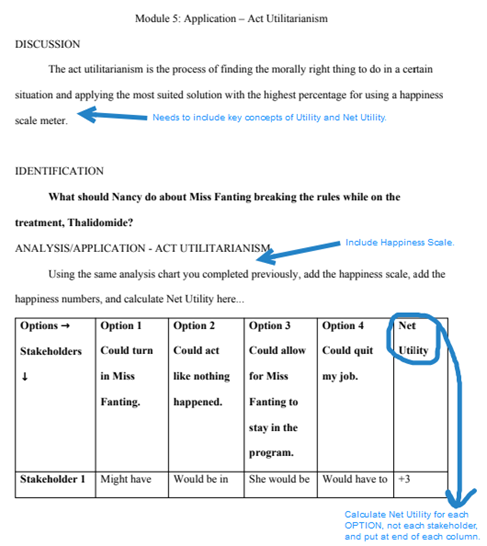 Module 5: Application – Act Utilitarianism
DISCUSSION
The act utilitarianism is the process of finding the morally right thing to do in a certain
situation and applying the most suited solution with the highest percentage for using a happiness
scale meter.
Needs to include key concepts of Utility and Net Utility.
IDENTIFICATION
What should Nancy do about Miss Fanting breaking the rules while on the
treatment, Thalidomide?
ANALYSIS/APPLICATION - ACT UTILITARIANISM
Include Happiness Scale.
Using the same analysis chart you completed previously, add the happiness scale, add the
happiness numbers, and calculate Net Utility here...
Options → Option 1 Option 2 Option 3 Option 4 Net
Stakeholders Could turn Could act Could allow Could quit Utility
↓ in Miss like nothing for Miss my job.
Fanting. happened. Fanting to
stay in the
program.
Stakeholder 1 Might have Would be in She would be Would have to +3
Calculate Net Utility for each
OPTION, not each stakeholder,
and put at end of each column.